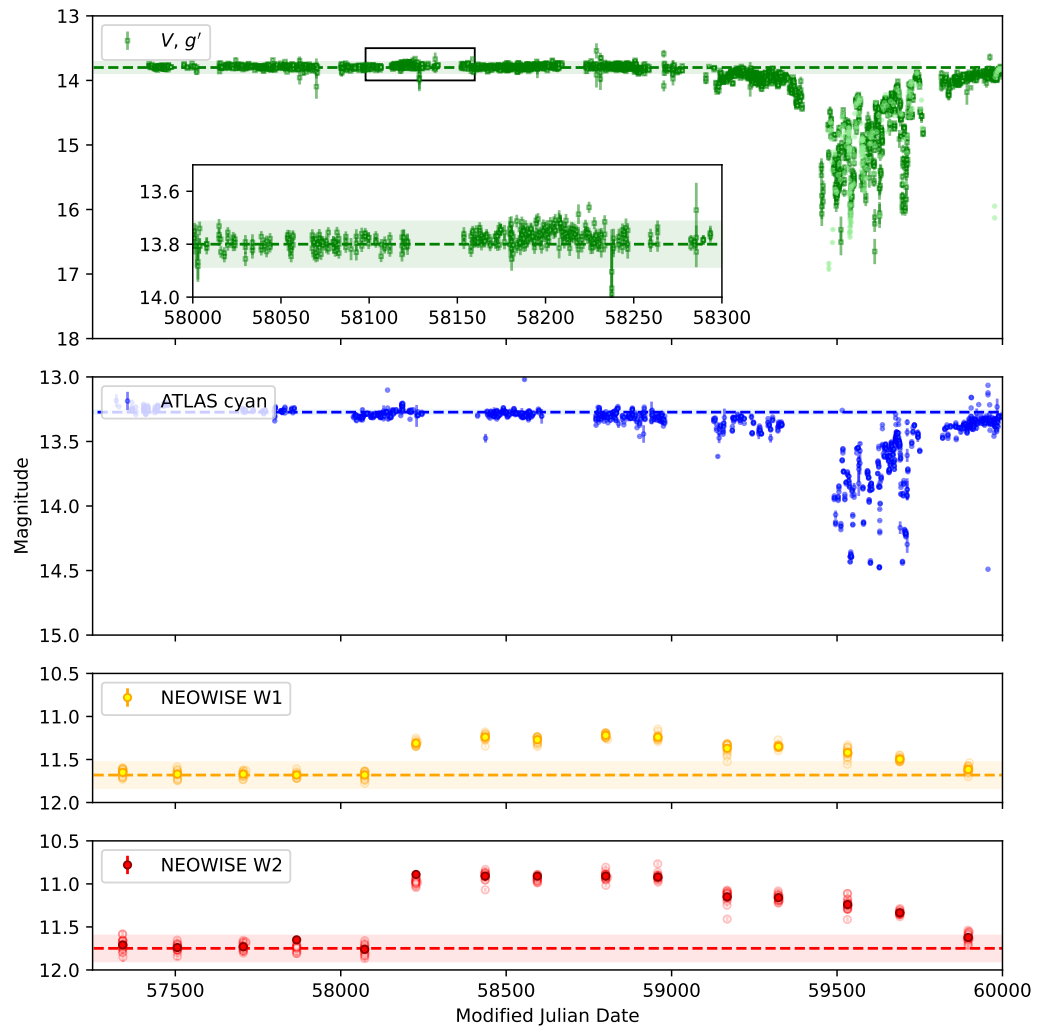 13
V, g′
14
15
16
17
18
13.6
13.8
14.0
58000 58050 58100 58150 58200 58250 58300
13.0
ATLAS cyan
13.5
14.0
14.5
15.0
Magnitude
10.5
NEOWISE W1
11.0
11.5
12.0
10.5
NEOWISE W2
11.0
11.5
12.0
57500 58000 58500 59000 59500 60000
Modified Julian Date